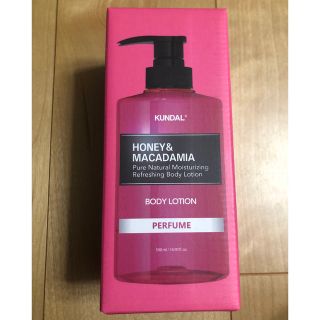 KUNDAL®
HONEY&
MACADAMIA
Pure Natural Moisturizing
Refreshing Body Lotion
BODY LOTION
PERFUME